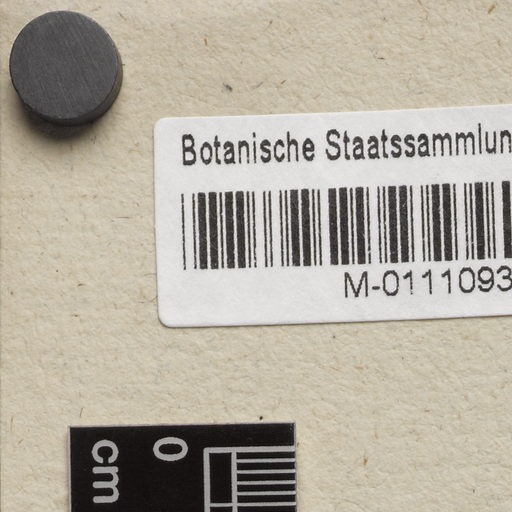 Botanische Staatssammlun
M-0111093
0
cm